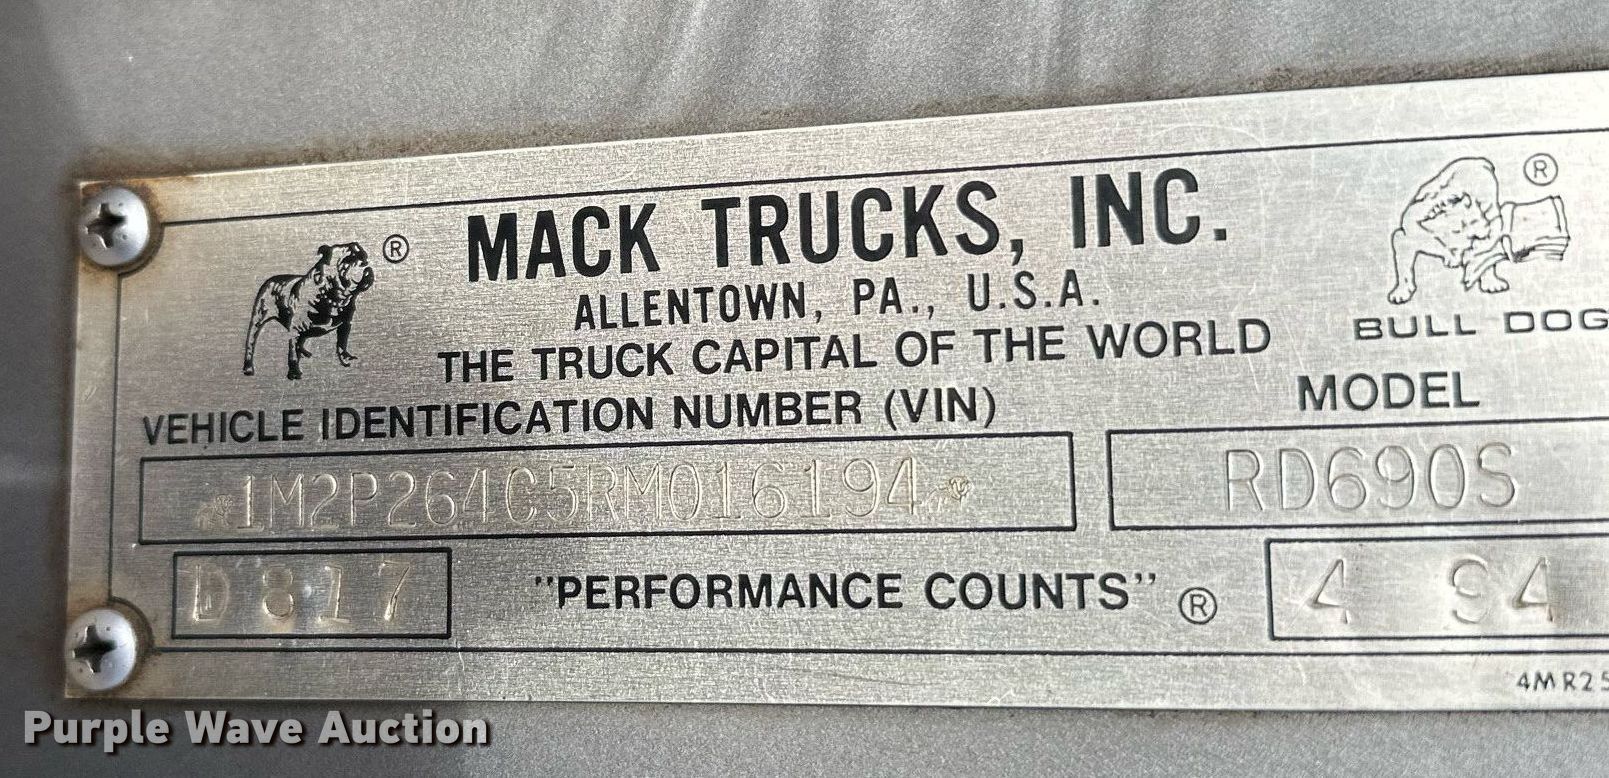 ®
MACK TRUCKS, INC.
®
ALLENTOWN, PA., U.S.A.
THE TRUCK CAPITAL OF THE WORLD
BULL DOG
VEHICLE IDENTIFICATION NUMBER (VIN)
MODEL
1M2P264C5RM016194
RD690S
D817
"PERFORMANCE COUNTS" ®
4 94
4MR25
Purple Wave Auction